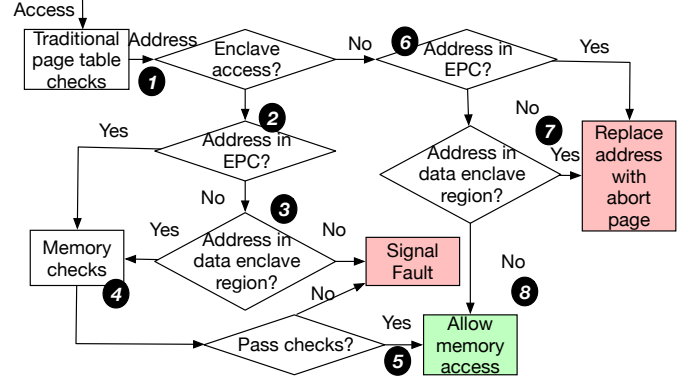 Access
Traditional
page table
checks
Address
1
Enclave
access?
No
6
Address in
EPC?
Yes
2
Address in
EPC?
Yes
No
No
7
Yes
Address in
data enclave
region?
Replace
address
with
abort
page
3
Yes
Address in
data enclave
region?
No
Signal
Fault
Memory
checks
4
No
No
8
Pass checks?
Yes
5
Allow
memory
access